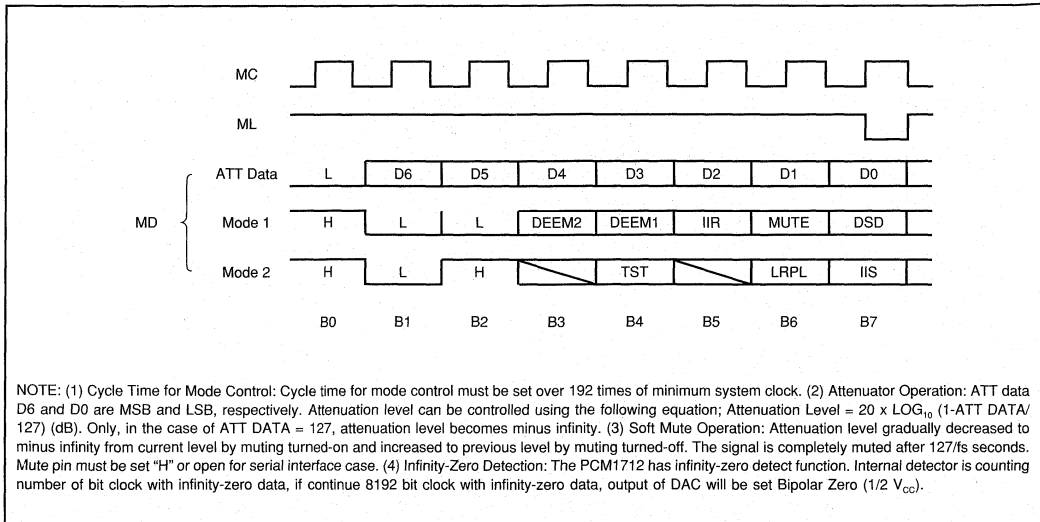 MC
ML
ATT Data L D6 D5 D4 D3 D2 D1 D0
MD
Mode 1 H L L DEEM2 DEEM1 IIR MUTE DSD
Mode 2 H L H TST LRPL IIS
B0 B1 B2 B3 B4 B5 B6 B7
NOTE: (1) Cycle Time for Mode Control: Cycle time for mode control must be set over 192 times of minimum system clock. (2) Attenuator Operation: ATT data
D6 and D0 are MSB and LSB, respectively. Attenuation level can be controlled using the following equation; Attenuation Level = 20 x LOG₁₀ (1-ATT DATA/
127) (dB). Only, in the case of ATT DATA = 127, attenuation level becomes minus infinity. (3) Soft Mute Operation: Attenuation level gradually decreased to
minus infinity from current level by muting turned-on and increased to previous level by muting turned-off. The signal is completely muted after 127/fs seconds.
Mute pin must be set “H” or open for serial interface case. (4) Infinity-Zero Detection: The PCM1712 has infinity-zero detect function. Internal detector is counting
number of bit clock with infinity-zero data, if continue 8192 bit clock with infinity-zero data, output of DAC will be set Bipolar Zero (1/2 V_CC).